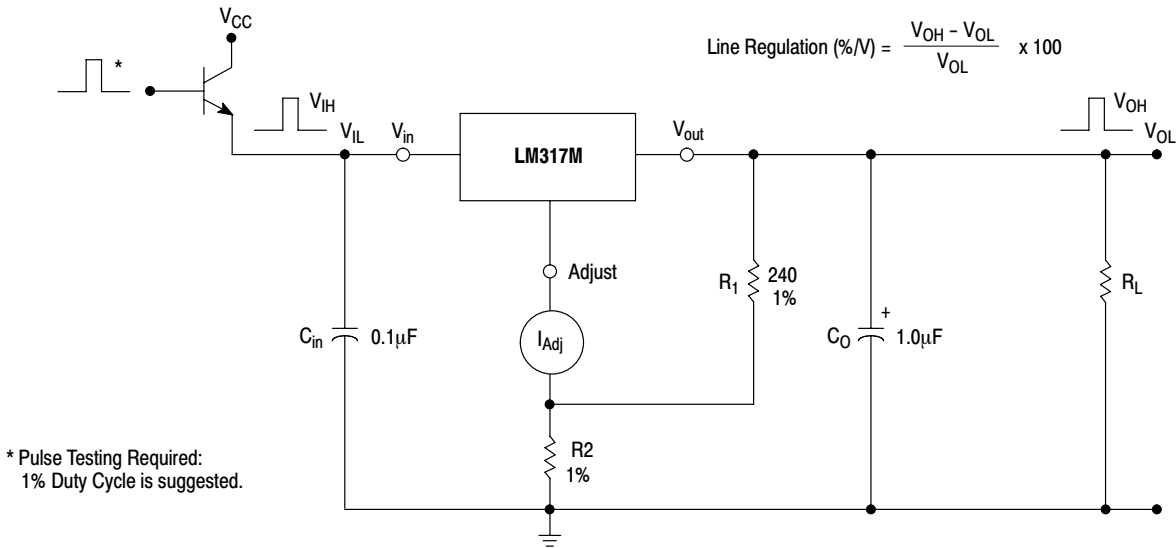 V_CC
Line Regulation (%/V) = V_OH – V_OL / V_OL x 100
*
V_IH
V_IL
V_in
LM317M
V_out
V_OH
V_OL
Adjust
R_1
240
1%
R_L
C_in
0.1μF
I_Adj
C_O
+
1.0μF
R2
1%
* Pulse Testing Required:
1% Duty Cycle is suggested.